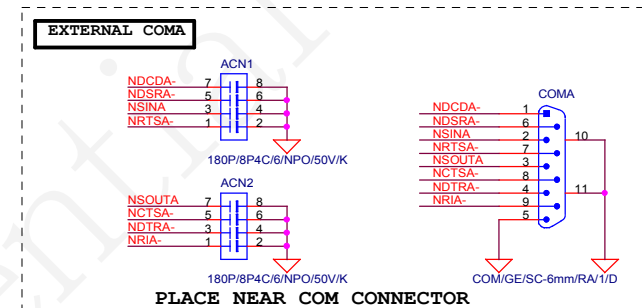 EXTERNAL COMA
ACN1
NDCDA- 7 8
NDSRA- 5 6
NSINA 3 4
NRTSA- 1 2
180P/8P4C/6/NPO/50V/K
ACN2
NSOUTA 7 8
NCTSA- 5 6
NDTRA- 3 4
NRIA- 1 2
180P/8P4C/6/NPO/50V/K
COMA
NDCDA- 1
NDSRA- 6
NSINA 2 10
NRTSA- 7
NSOUTA 3
NCTSA- 8
NDTRA- 4 11
NRIA- 9
5
COM/GE/SC-6mm/RA/1/D
PLACE NEAR COM CONNECTOR